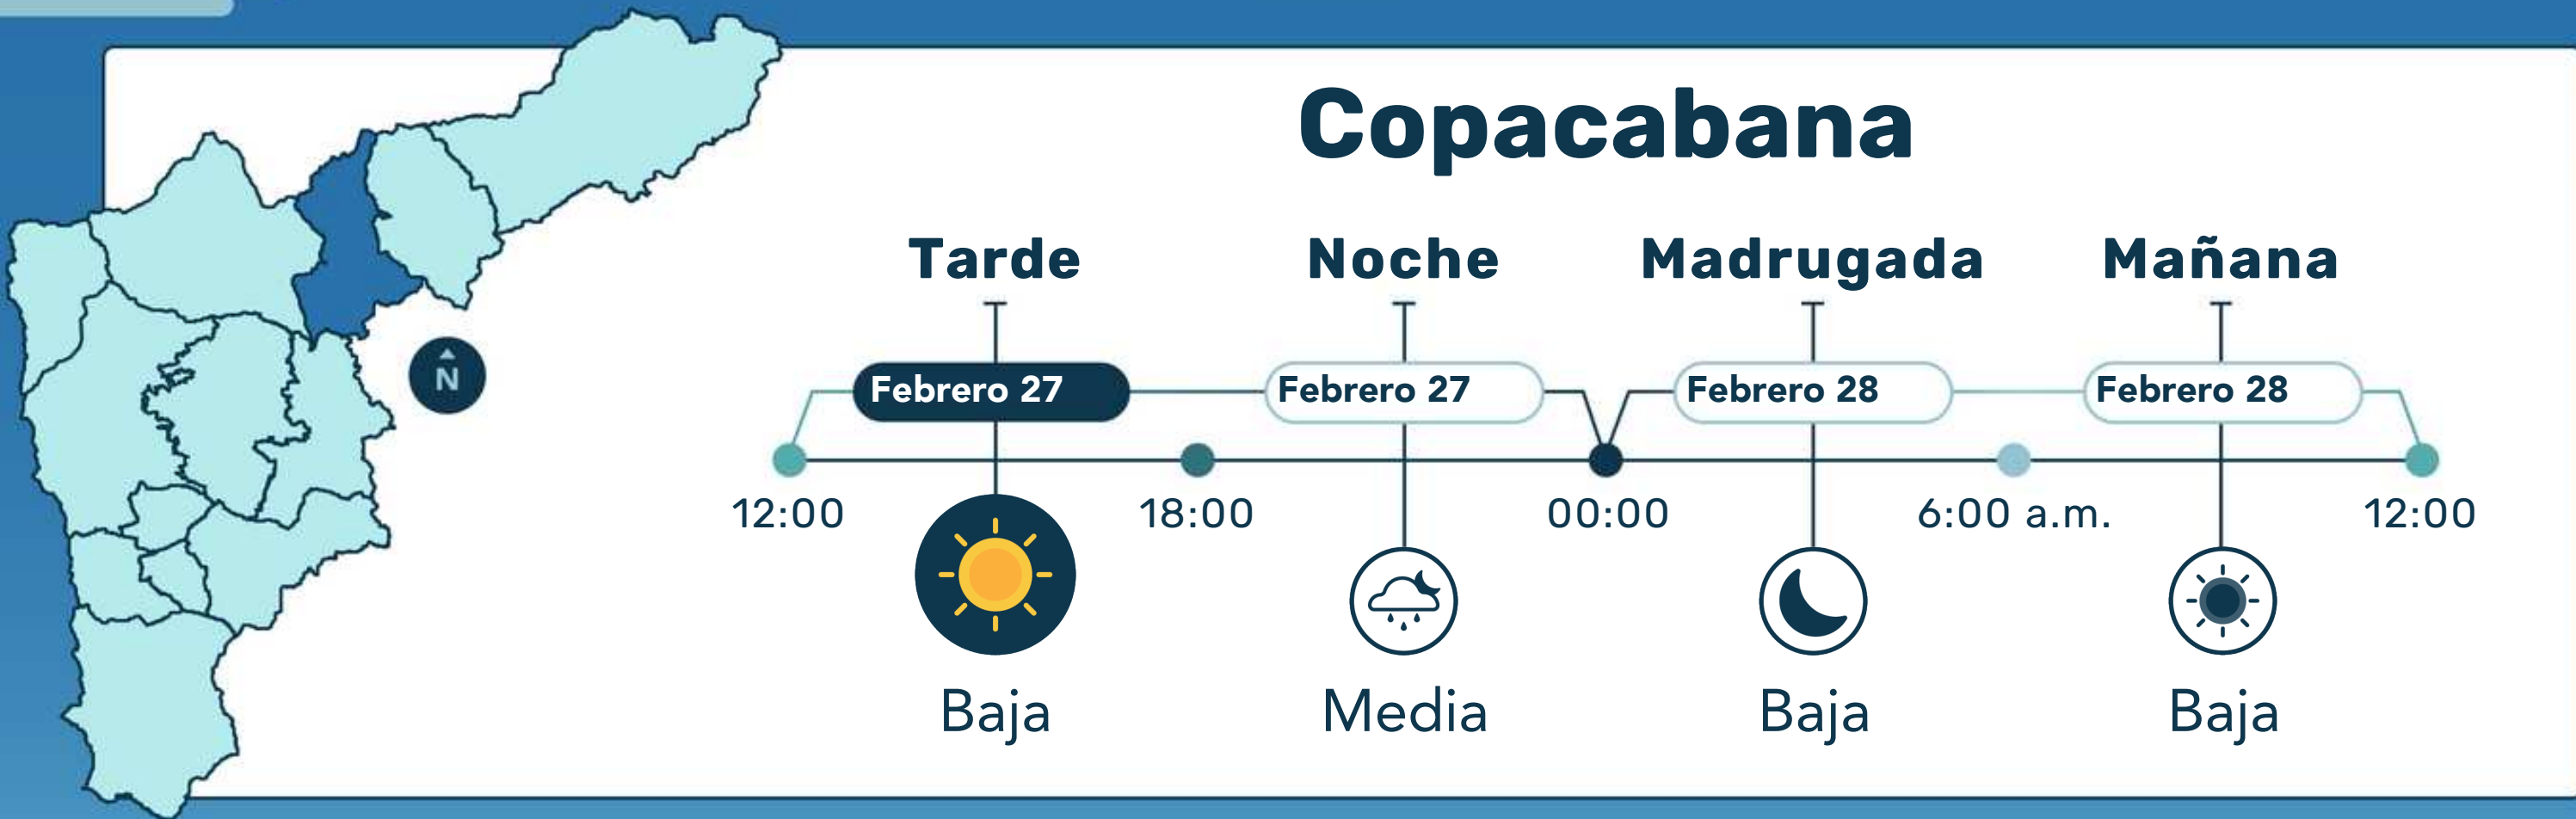 Copacabana
Tarde Noche Madrugada Mañana
Febrero 27 Febrero 27 Febrero 28 Febrero 28
N
12:00 18:00 00:00 6:00 a.m. 12:00
Baja Media Baja Baja